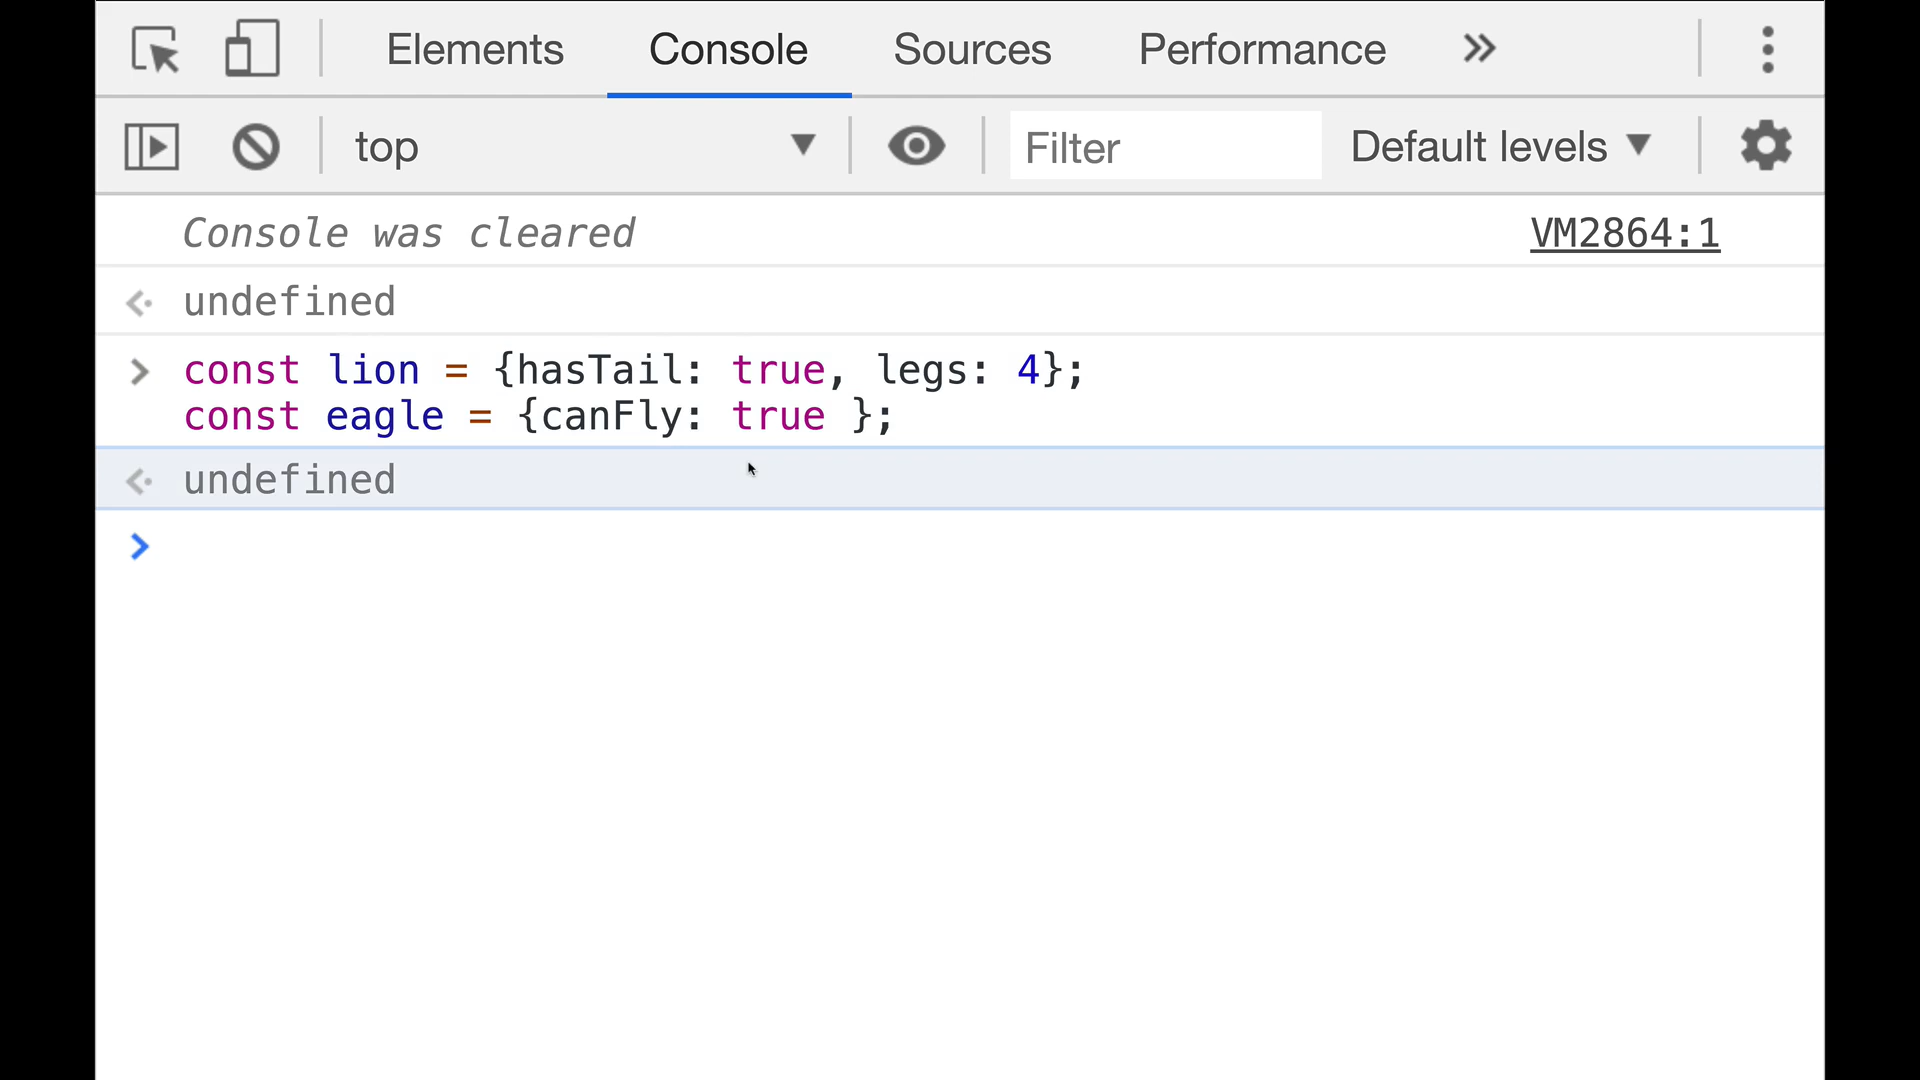 Elements Console Sources Performance »
top ▼ Filter Default levels ▼
Console was cleared VM2864:1
undefined
const lion = {hasTail: true, legs: 4};
const eagle = {canFly: true };
undefined